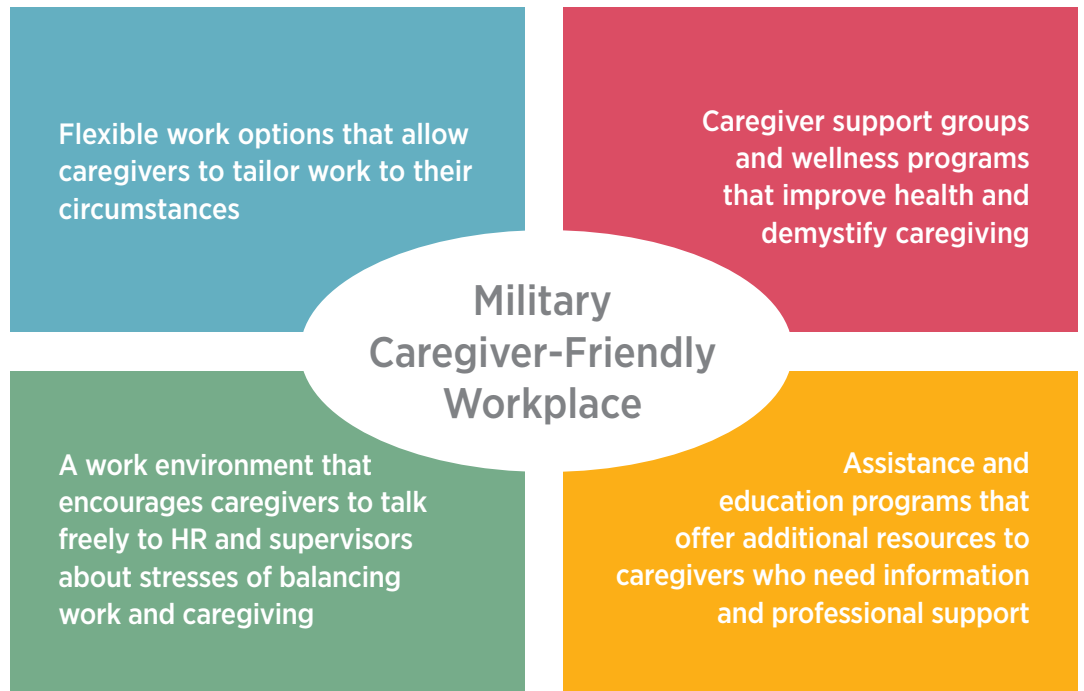 Flexible work options that allow
caregivers to tailor work to their
circumstances
Caregiver support groups
and wellness programs
that improve health and
demystify caregiving
Military
Caregiver-Friendly
Workplace
A work environment that
encourages caregivers to talk
freely to HR and supervisors
about stresses of balancing
work and caregiving
Assistance and
education programs that
offer additional resources to
caregivers who need information
and professional support